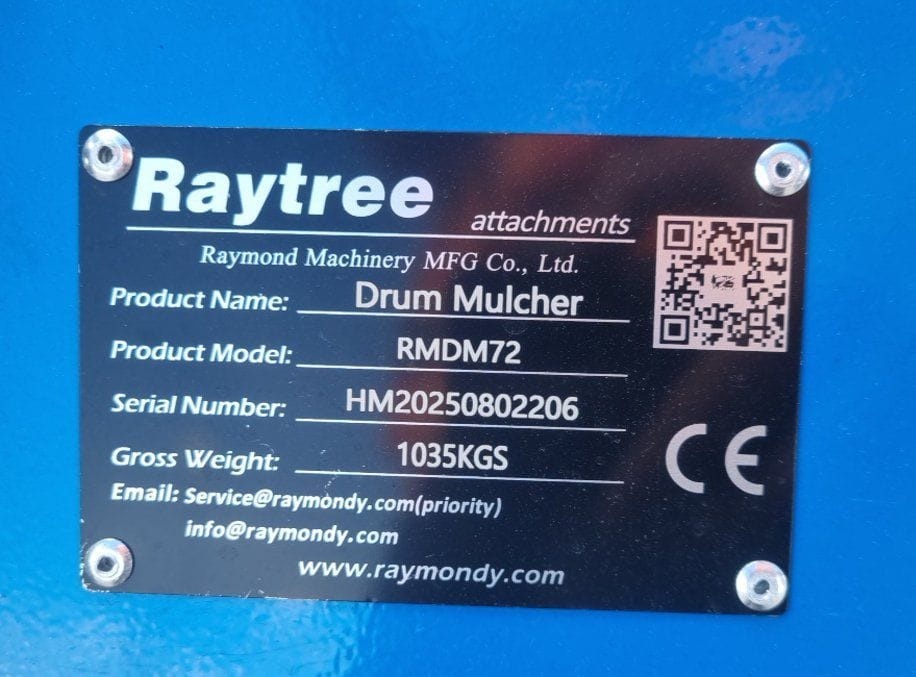 Raytree
attachments
Raymond Machinery MFG Co., Ltd.
Product Name: Drum Mulcher
Product Model: RMDM72
Serial Number: HM20250802206
Gross Weight: 1035KGS
Email: Service@raymondy.com(priority)
info@raymondy.com
www.raymondy.com
CE